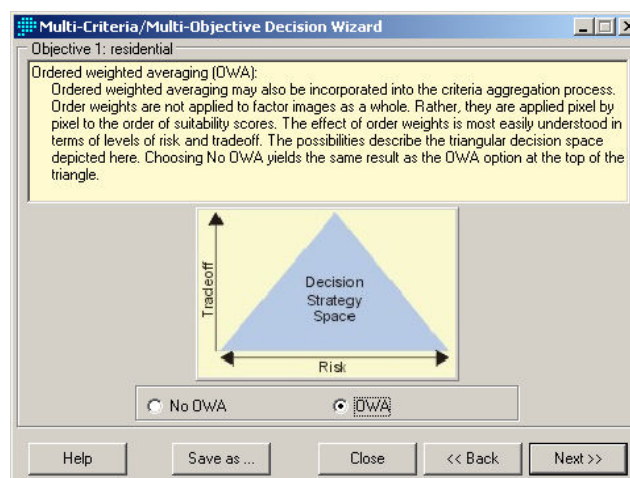 Multi-Criteria/Multi-Objective Decision Wizard
Objective 1: residential
Ordered weighted averaging (OWA):
Ordered weighted averaging may also be incorporated into the criteria aggregation process.
Order weights are not applied to factor images as a whole. Rather, they are applied pixel by
pixel to the order of suitability scores. The effect of order weights is most easily understood in
terms of levels of risk and tradeoff. The possibilities describe the triangular decision space
depicted here. Choosing No OWA yields the same result as the OWA option at the top of the
triangle.
Tradeoff
Decision
Strategy
Space
Risk
No OWA
OWA
Help
Save as ...
Close
<< Back
Next >>